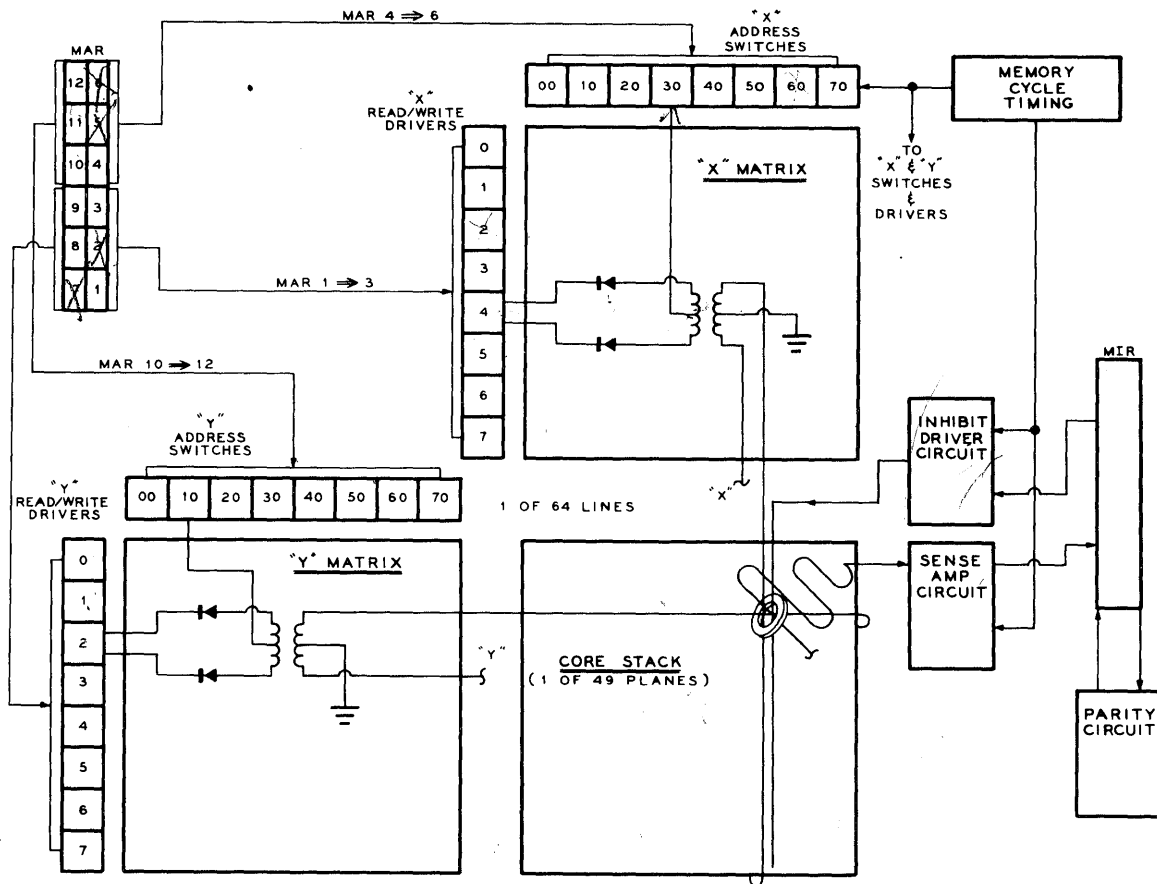 MAR 4 ⇒ 6
"X"
ADDRESS
SWITCHES
MAR
12
11
10 4
9 3
8 2
1
00 10 20 30 40 50 60 70
MEMORY
CYCLE
TIMING
"X"
READ/WRITE
DRIVERS
0
1
2
3
4
5
6
7
"X" MATRIX
TO
"X" & "Y"
SWITCHES
&
DRIVERS
MAR 1 ⇒ 3
MAR 10 ⇒ 12
"Y"
ADDRESS
SWITCHES
00 10 20 30 40 50 60 70
"X"
1 OF 64 LINES
MIR
INHIBIT
DRIVER
CIRCUIT
SENSE
AMP
CIRCUIT
PARITY
CIRCUIT
"Y"
READ/WRITE
DRIVERS
0
1
2
3
4
5
6
7
"Y" MATRIX
"Y"
CORE STACK
(1 OF 49 PLANES)